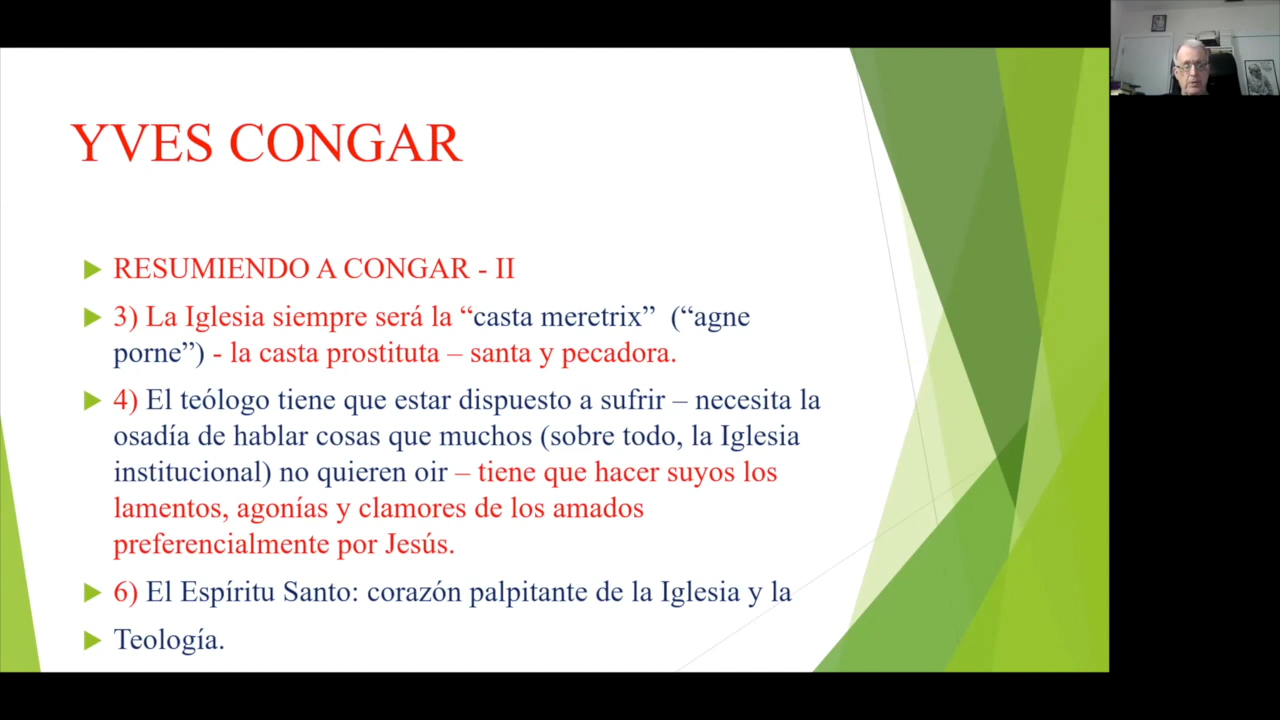 YVES CONGAR
RESUMIENDO A CONGAR - II
3) La Iglesia siempre será la “casta meretrix” (“agne
porne”) - la casta prostituta – santa y pecadora.
4) El teólogo tiene que estar dispuesto a sufrir – necesita la
osadía de hablar cosas que muchos (sobre todo, la Iglesia
institucional) no quieren oir – tiene que hacer suyos los
lamentos, agonías y clamores de los amados
preferencialmente por Jesús.
6) El Espíritu Santo: corazón palpitante de la Iglesia y la
Teología.